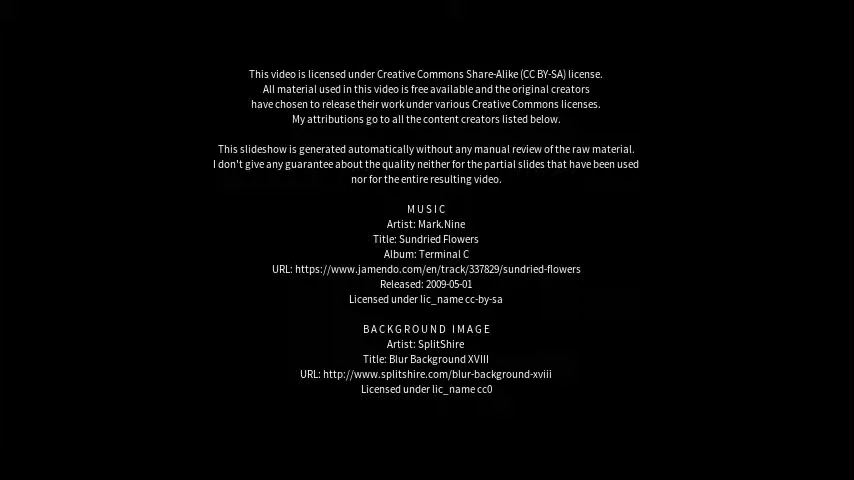 This video is licensed under Creative Commons Share-Alike (CC BY-SA) license.
All material used in this video is free available and the original creators
have chosen to release their work under various Creative Commons licenses.
My attributions go to all the content creators listed below.
This slideshow is generated automatically without any manual review of the raw material.
I don't give any guarantee about the quality neither for the partial slides that have been used
nor for the entire resulting video.
MUSIC
Artist: Mark.Nine
Title: Sundried Flowers
Album: Terminal C
URL: https://www.jamendo.com/en/track/337829/sundried-flowers
Released: 2009-05-01
Licensed under lic_name cc-by-sa
BACKGROUND IMAGE
Artist: SplitShire
Title: Blur Background XVIII
URL: http://www.splitshire.com/blur-background-xviii
Licensed under lic_name cc0